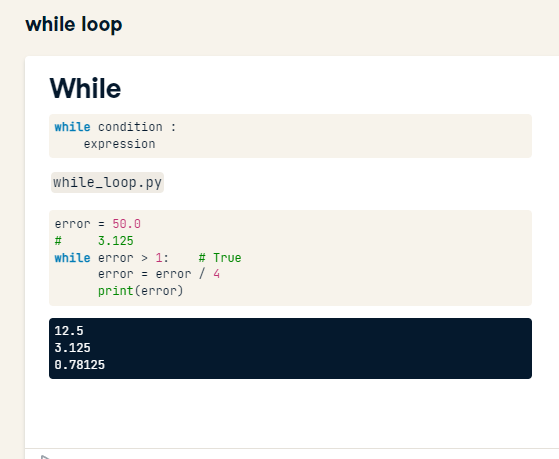 while loop
While
while condition :
    expression
while_loop.py
error = 50.0
#     3.125
while error > 1:    # True
      error = error / 4
      print(error)
12.5
3.125
0.78125